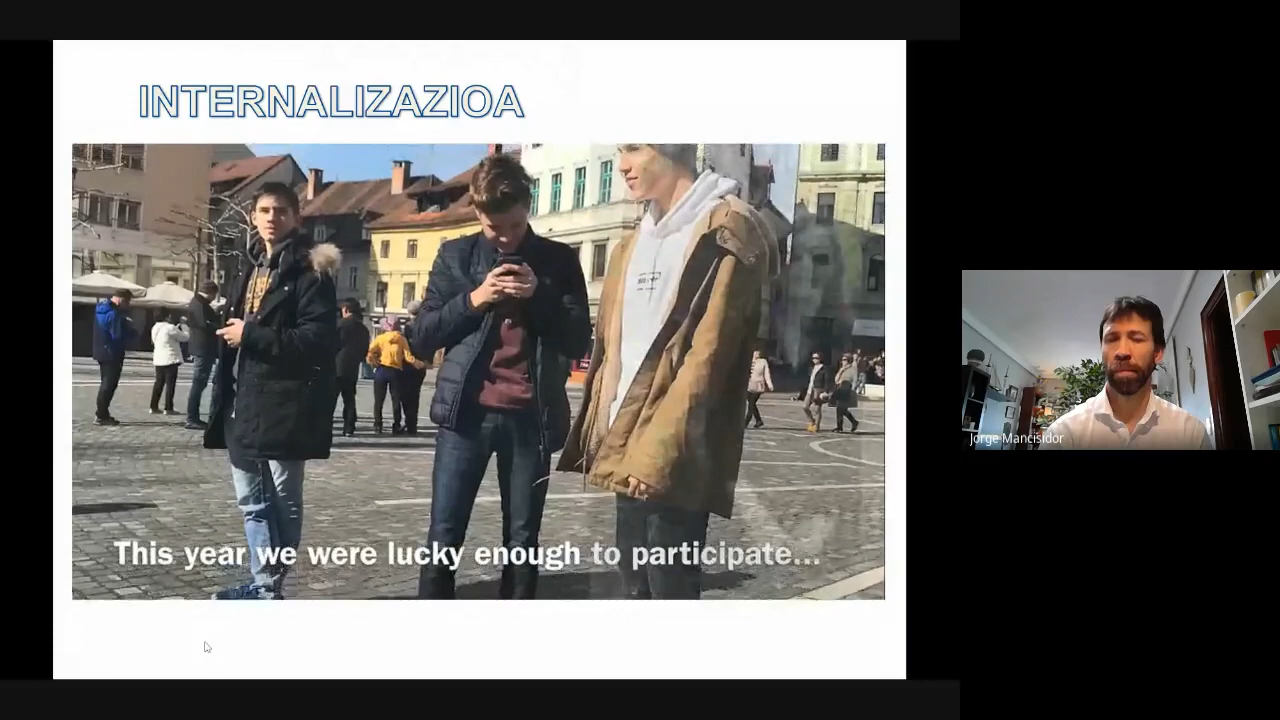 INTERNALIZAZIOA
This year we were lucky enough to participate...
Jorge Mancisidor